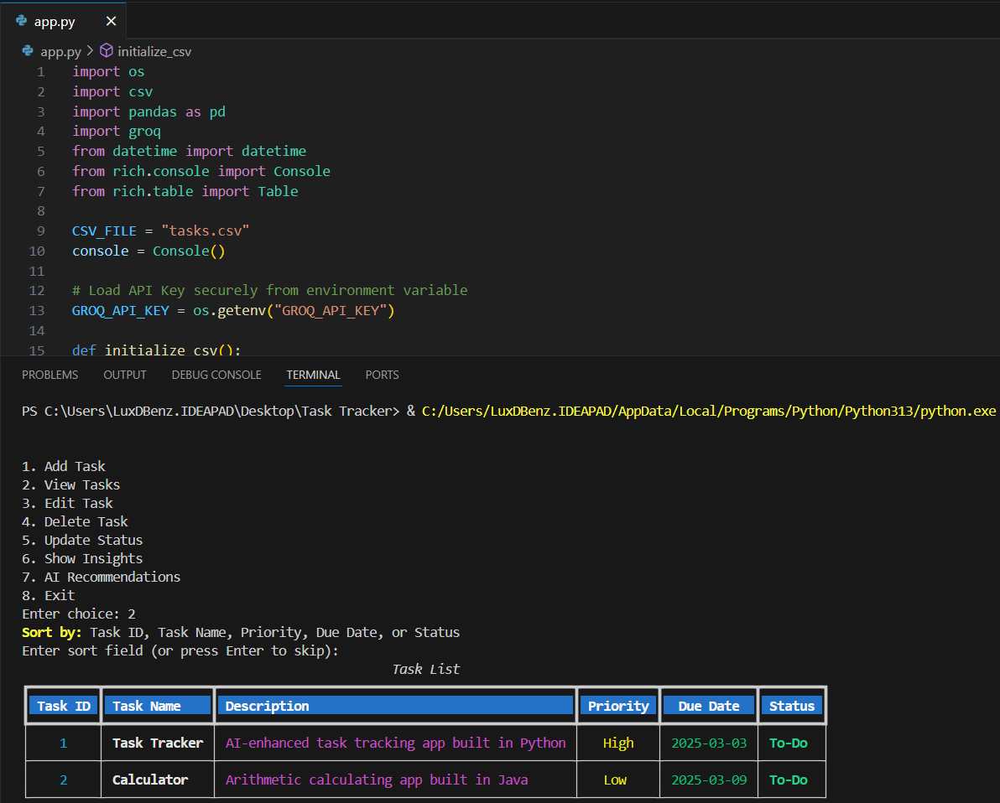 app.py
app.py > initialize_csv
1 import os
2 import csv
3 import pandas as pd
4 import groq
5 from datetime import datetime
6 from rich.console import Console
7 from rich.table import Table
8
9 CSV_FILE = "tasks.csv"
10 console = Console()
11
12 # Load API Key securely from environment variable
13 GROQ_API_KEY = os.getenv("GROQ_API_KEY")
14
15 def initialize_csv():
PROBLEMS OUTPUT DEBUG CONSOLE TERMINAL PORTS
PS C:\Users\LuxDBenz.IDEAPAD\Desktop\Task Tracker> & C:/Users/LuxDBenz.IDEAPAD/AppData/Local/Programs/Python/Python313/python.exe
1. Add Task
2. View Tasks
3. Edit Task
4. Delete Task
5. Update Status
6. Show Insights
7. AI Recommendations
8. Exit
Enter choice: 2
Sort by: Task ID, Task Name, Priority, Due Date, or Status
Enter sort field (or press Enter to skip):
Task List
Task ID Task Name Description Priority Due Date Status
1 Task Tracker AI-enhanced task tracking app built in Python High 2025-03-03 To-Do
2 Calculator Arithmetic calculating app built in Java Low 2025-03-09 To-Do